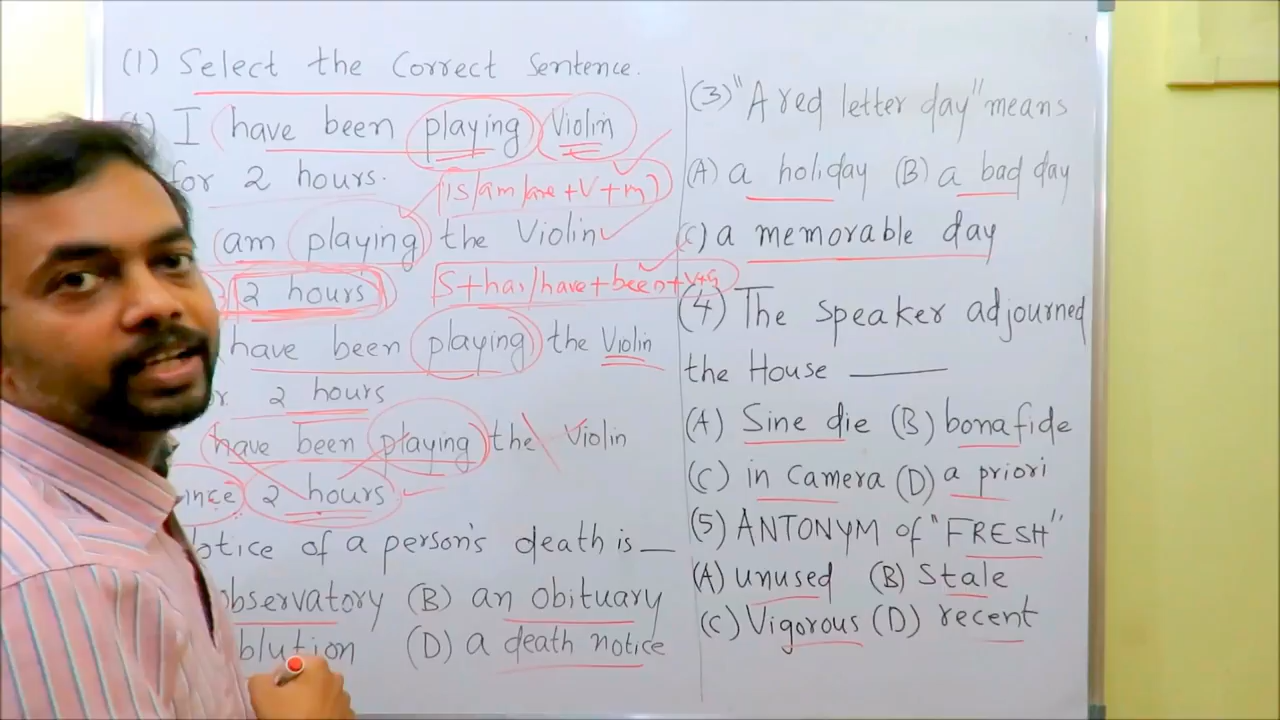 (1) Select the Correct Sentence.
I have been playing Violin
for 2 hours.
(is/am/are+V+ing)
am playing the Violin
2 hours
S+has/have+been+V+
have been playing the Violin
2 hours
have been playing the Violin
2 hours
of a person's death is __
(B) an obituary
(D) a death notice
(3) "A red letter day" means
(A) a holiday (B) a bad day
(C) a memorable day
(4) The speaker adjourned
the House ______
(A) Sine die (B) bonafide
(C) in camera (D) a priori
(5) ANTONYM of "FRESH"
(A) unused (B) Stale
(C) Vigorous (D) recent